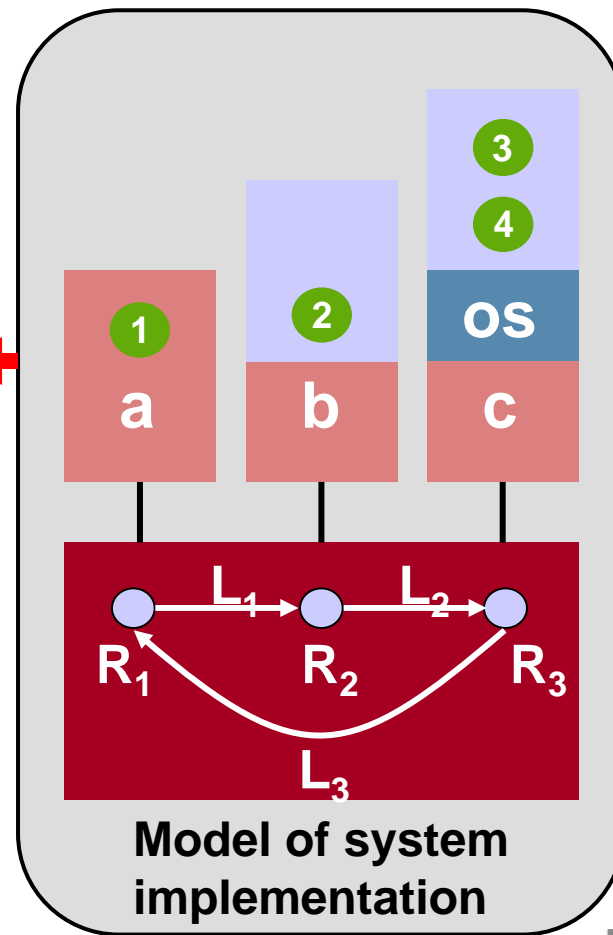 3
4
1
2
os
a
b
c
L₁ L₂
R₁ R₂ R₃
L₃
Model of system
implementation